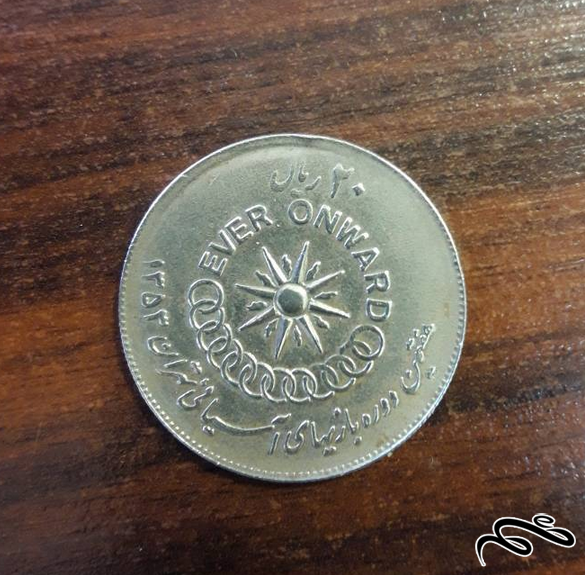 ۲۰ ریال
EVER ONWARD
هفتمین دوره بازیهای آسیائی تهران ۱۳۵۳